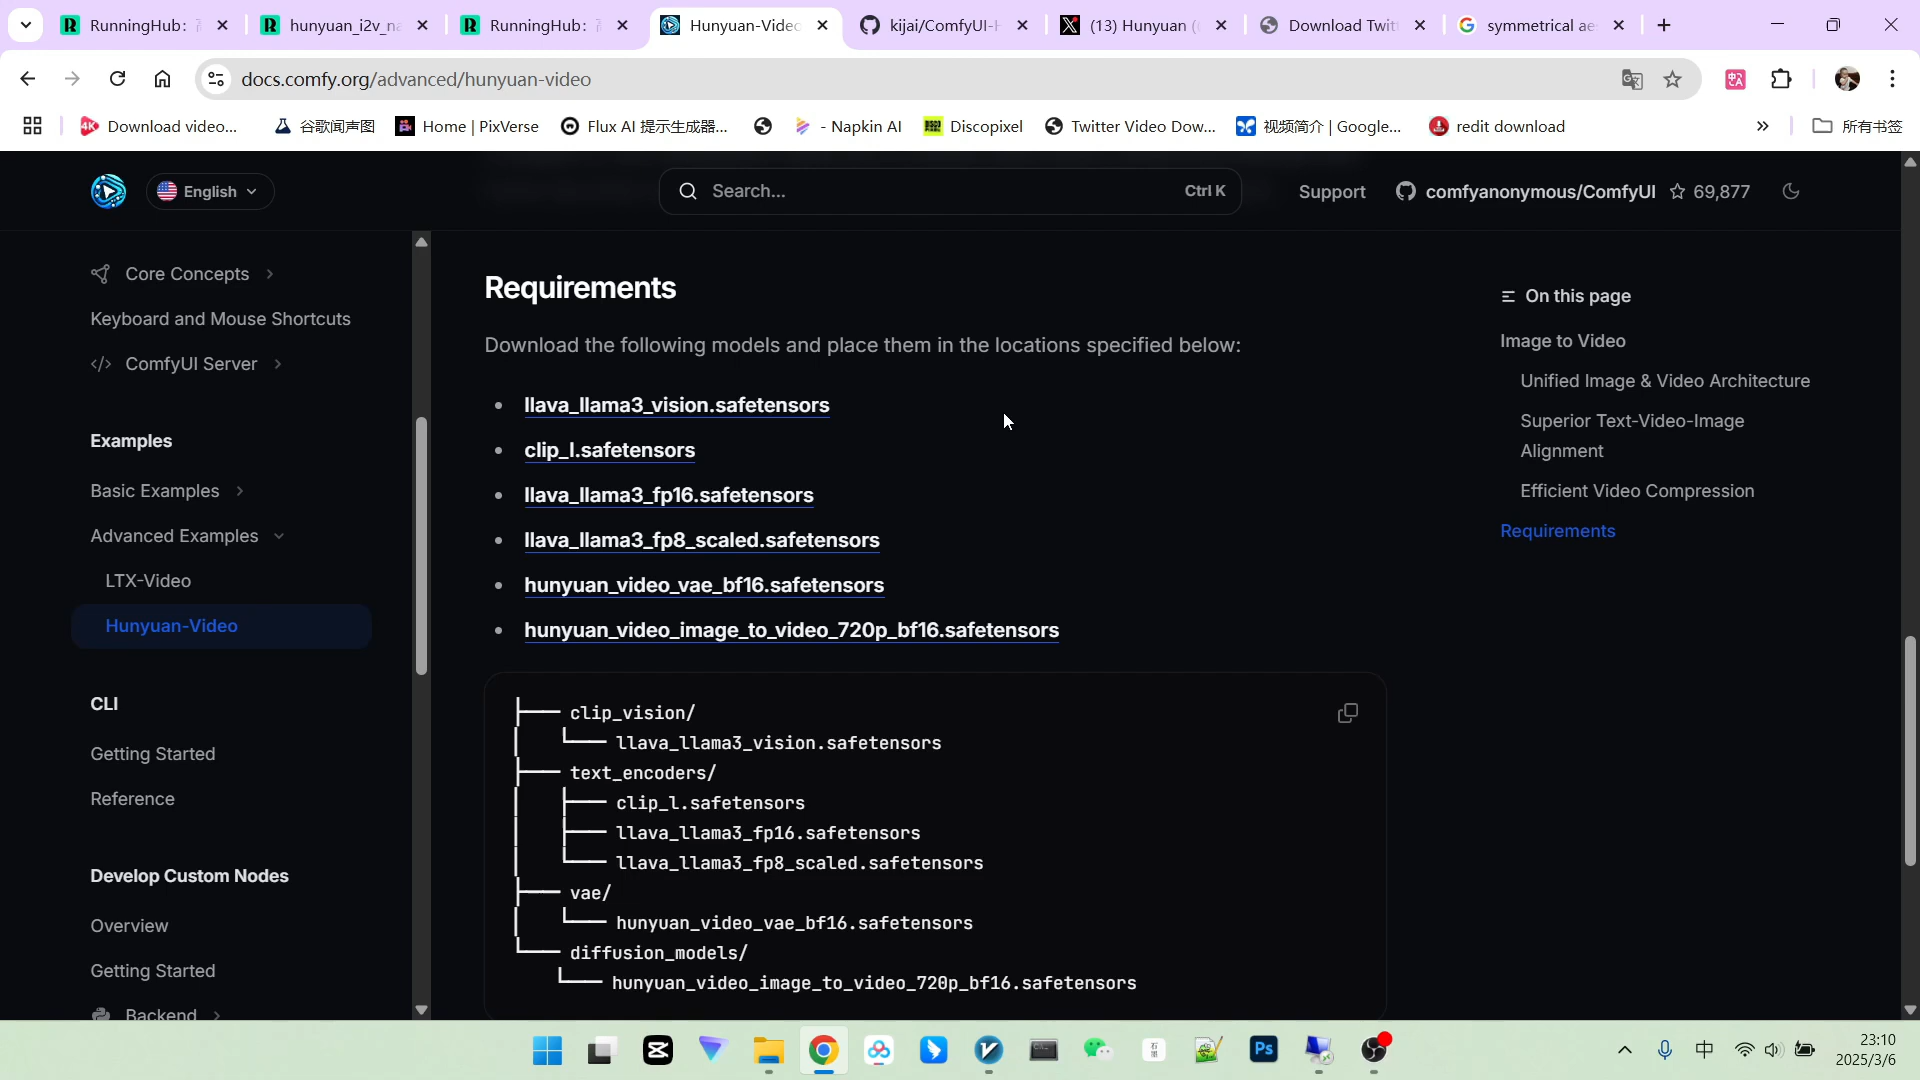 RunningHub:
hunyuan_i2v_na
RunningHub:
Hunyuan-Video
kijai/ComfyUI-H
(13) Hunyuan (
Download Twit
symmetrical ae
docs.comfy.org/advanced/hunyuan-video
Download video...
谷歌闻声图
Home | PixVerse
Flux AI 提示生成器...
- Napkin AI
Discopixel
Twitter Video Dow...
视频简介 | Google...
redit download
»
所有书签
English
Search...
Ctrl K
Support
comfyanonymous/ComfyUI
69,877
Core Concepts
Keyboard and Mouse Shortcuts
ComfyUI Server
Examples
Basic Examples
Advanced Examples
LTX-Video
Hunyuan-Video
CLI
Getting Started
Reference
Develop Custom Nodes
Overview
Getting Started
Backend
Requirements
Download the following models and place them in the locations specified below:
• llava_llama3_vision.safetensors
• clip_l.safetensors
• llava_llama3_fp16.safetensors
• llava_llama3_fp8_scaled.safetensors
• hunyuan_video_vae_bf16.safetensors
• hunyuan_video_image_to_video_720p_bf16.safetensors
├── clip_vision/
│   └── llava_llama3_vision.safetensors
├── text_encoders/
│   ├── clip_l.safetensors
│   ├── llava_llama3_fp16.safetensors
│   └── llava_llama3_fp8_scaled.safetensors
├── vae/
│   └── hunyuan_video_vae_bf16.safetensors
└── diffusion_models/
    └── hunyuan_video_image_to_video_720p_bf16.safetensors
On this page
Image to Video
Unified Image & Video Architecture
Superior Text-Video-Image
Alignment
Efficient Video Compression
Requirements
Ps
中
23:10
2025/3/6